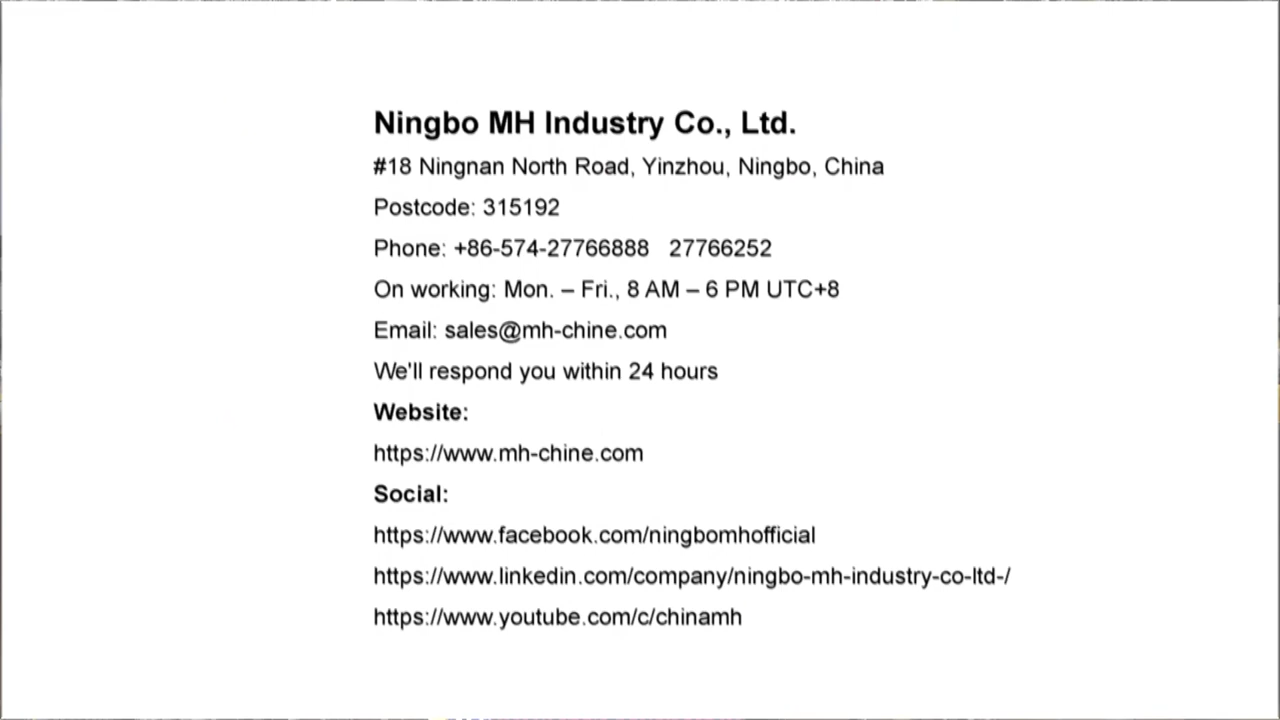 Ningbo MH Industry Co., Ltd.
#18 Ningnan North Road, Yinzhou, Ningbo, China
Postcode: 315192
Phone: +86-574-27766888   27766252
On working: Mon. – Fri., 8 AM – 6 PM UTC+8
Email: sales@mh-chine.com
We'll respond you within 24 hours
Website:
https://www.mh-chine.com
Social:
https://www.facebook.com/ningbomhofficial
https://www.linkedin.com/company/ningbo-mh-industry-co-ltd-/
https://www.youtube.com/c/chinamh